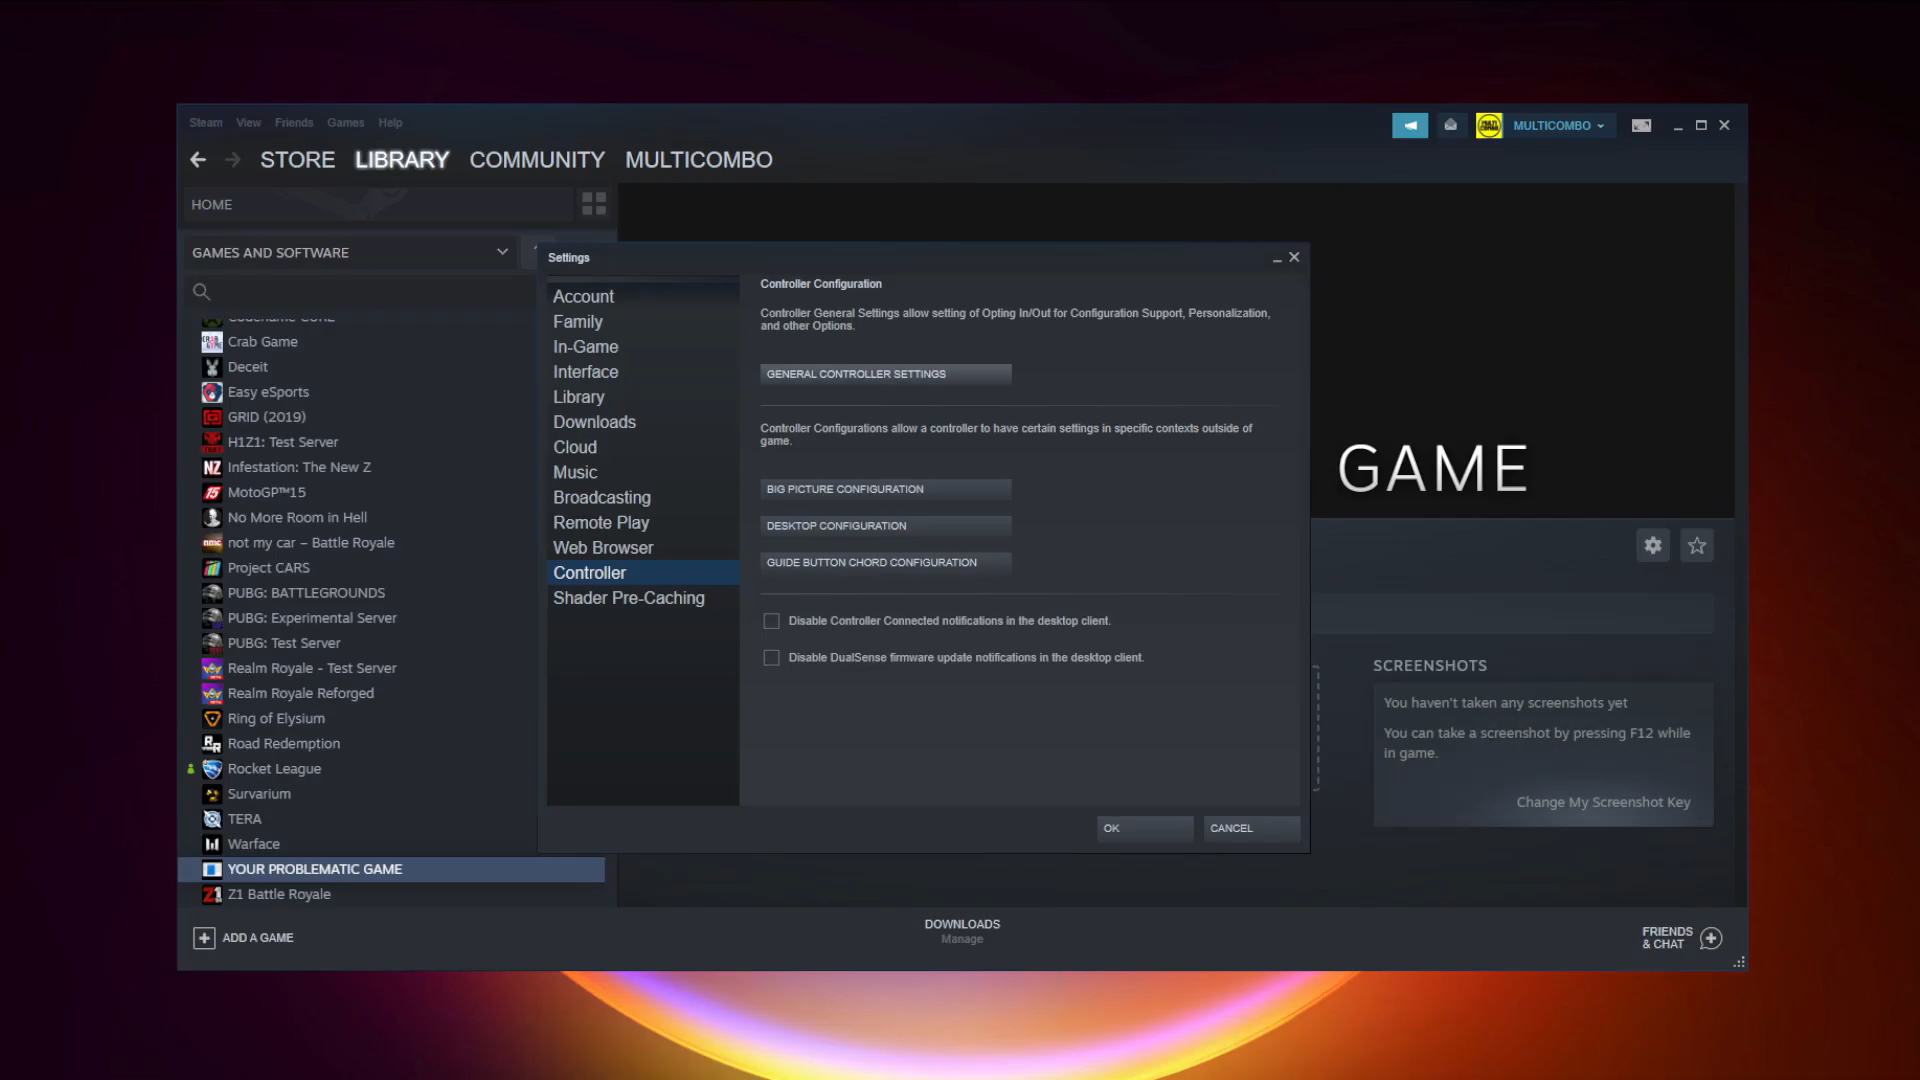 Steam View Friends Games Help
MULTICOMBO
STORE LIBRARY COMMUNITY MULTICOMBO
HOME
GAMES AND SOFTWARE
Codename CURE
Crab Game
Deceit
Easy eSports
GRID (2019)
H1Z1: Test Server
Infestation: The New Z
MotoGP™15
No More Room in Hell
not my car – Battle Royale
Project CARS
PUBG: BATTLEGROUNDS
PUBG: Experimental Server
PUBG: Test Server
Realm Royale - Test Server
Realm Royale Reforged
Ring of Elysium
Road Redemption
Rocket League
Survarium
TERA
Warface
YOUR PROBLEMATIC GAME
Z1 Battle Royale
Settings
Account
Family
In-Game
Interface
Library
Downloads
Cloud
Music
Broadcasting
Remote Play
Web Browser
Controller
Shader Pre-Caching
Controller Configuration
Controller General Settings allow setting of Opting In/Out for Configuration Support, Personalization,
and other Options.
GENERAL CONTROLLER SETTINGS
Controller Configurations allow a controller to have certain settings in specific contexts outside of
game.
BIG PICTURE CONFIGURATION
DESKTOP CONFIGURATION
GUIDE BUTTON CHORD CONFIGURATION
Disable Controller Connected notifications in the desktop client.
Disable DualSense firmware update notifications in the desktop client.
OK CANCEL
GAME
SCREENSHOTS
You haven't taken any screenshots yet
You can take a screenshot by pressing F12 while
in game.
Change My Screenshot Key
ADD A GAME
DOWNLOADS
Manage
FRIENDS
& CHAT